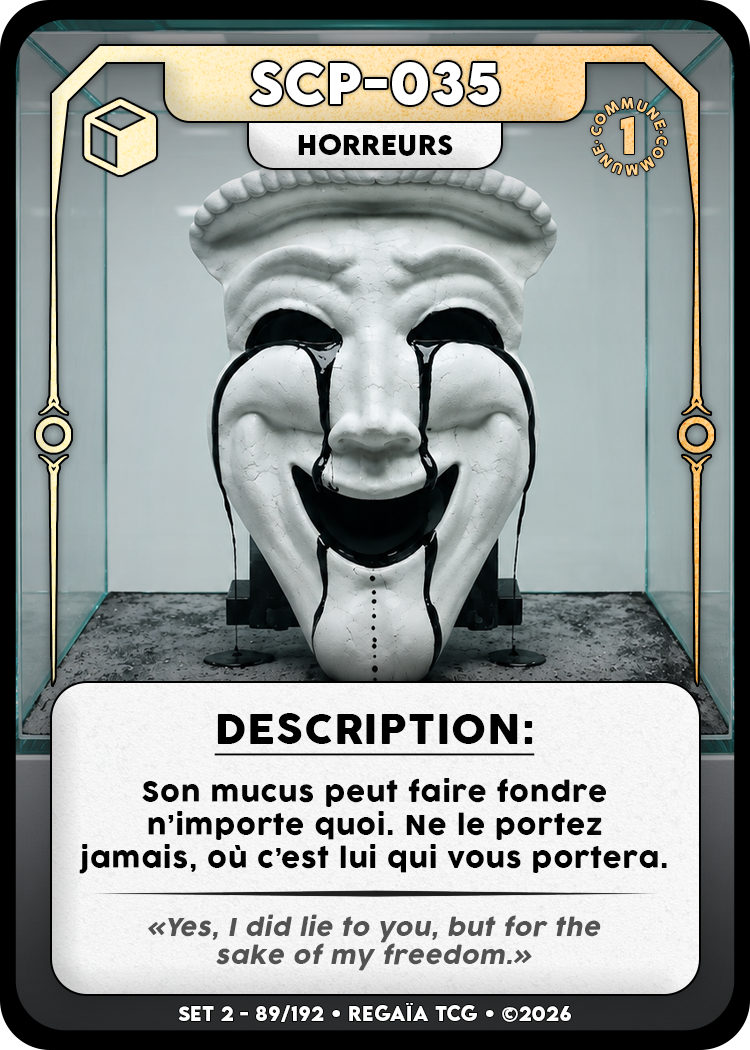 SCP-035
HORREURS
COMMUNE·COMMUNE·COMMUNE·
1
DESCRIPTION:
Son mucus peut faire fondre
n'importe quoi. Ne le portez
jamais, où c'est lui qui vous portera.
«Yes, I did lie to you, but for the
sake of my freedom.»
SET 2 - 89/192 • REGAÏA TCG • ©2026